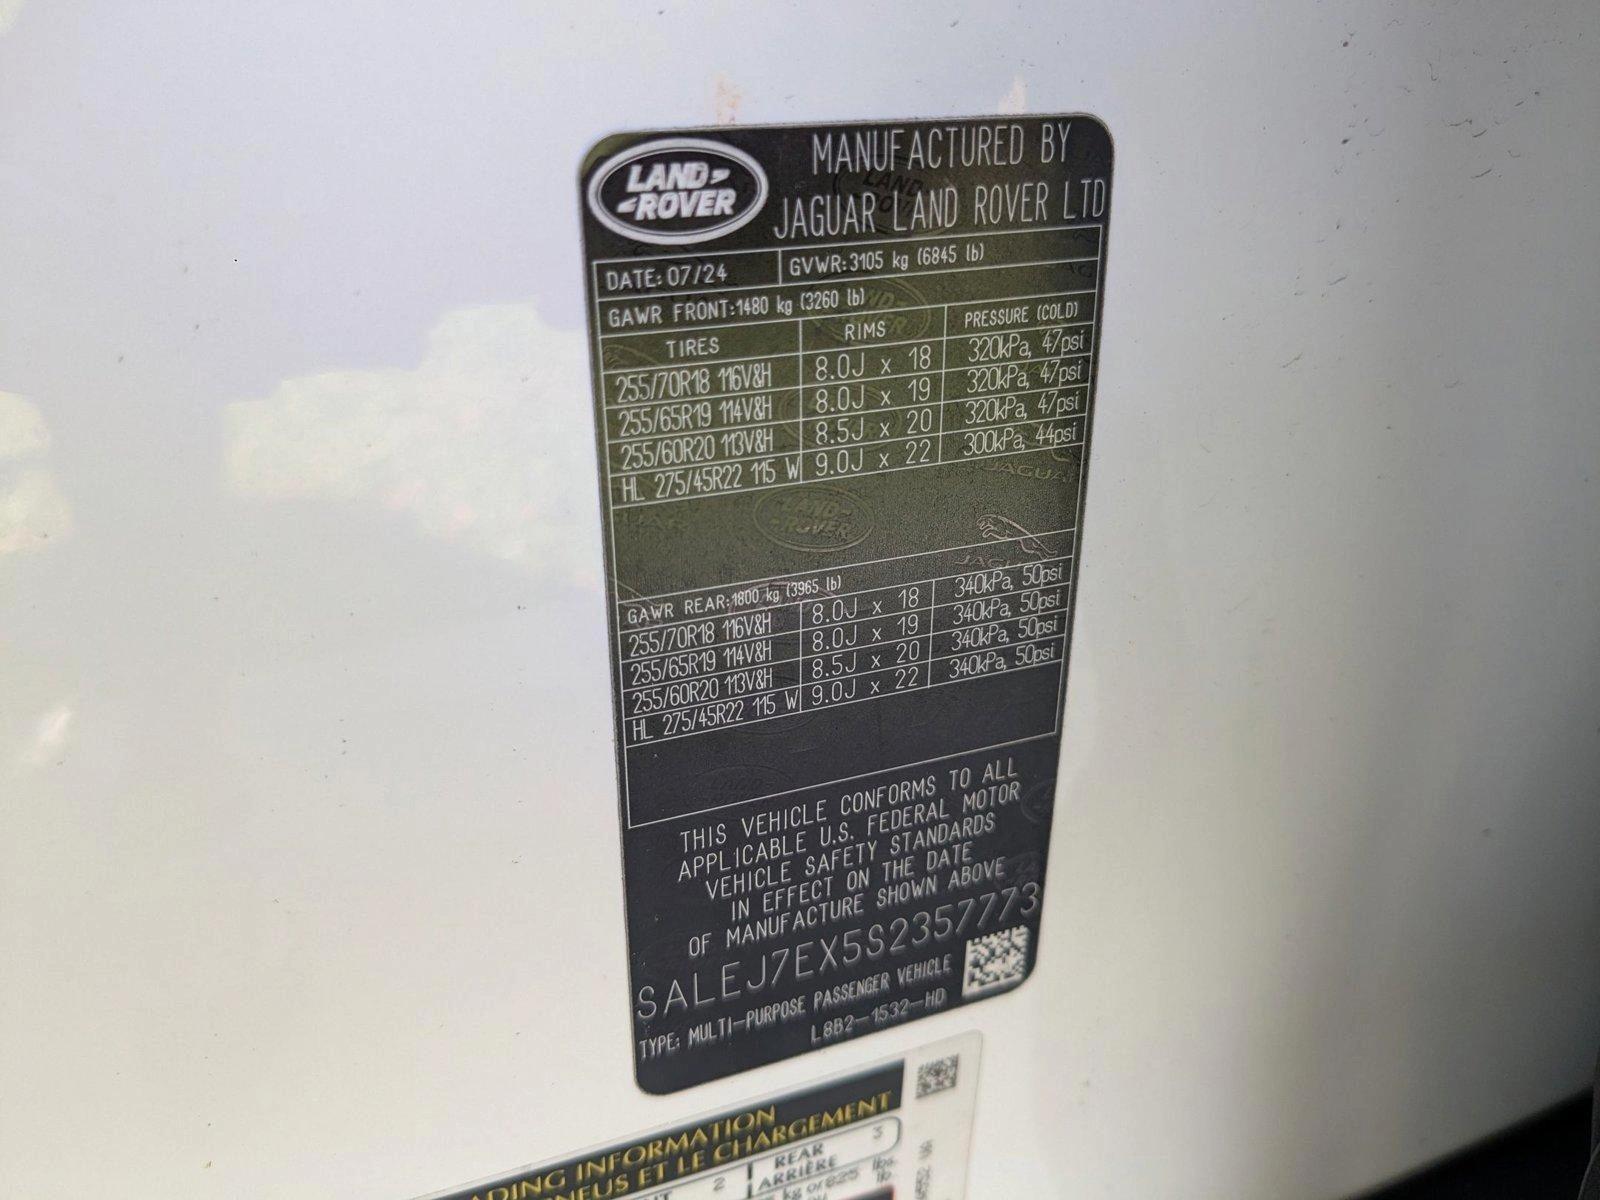 LAND
ROVER
MANUFACTURED BY
JAGUAR LAND ROVER LTD
DATE: 07/24
GVWR:3105 kg (6845 lb)
GAWR FRONT:1480 kg (3260 lb)
TIRES RIMS PRESSURE (COLD)
255/70R18 116V&H 8.0J x 18 320kPa, 47psi
255/65R19 114V&H 8.0J x 19 320kPa, 47psi
255/60R20 113V&H 8.5J x 20 320kPa, 47psi
HL 275/45R22 115 W 9.0J x 22 300kPa, 44psi
GAWR REAR:1800 kg (3965 lb)
255/70R18 116V&H 8.0J x 18 340kPa, 50psi
255/65R19 114V&H 8.0J x 19 340kPa, 50psi
255/60R20 113V&H 8.5J x 20 340kPa, 50psi
HL 275/45R22 115 W 9.0J x 22 340kPa, 50psi
THIS VEHICLE CONFORMS TO ALL
APPLICABLE U.S. FEDERAL MOTOR
VEHICLE SAFETY STANDARDS
IN EFFECT ON THE DATE
OF MANUFACTURE SHOWN ABOVE
SALEJ7EX5S2357773
TYPE: MULTI-PURPOSE PASSENGER VEHICLE
L8B2-1532-HD
INFORMATION
ET LE CHARGEMENT
2 REAR 3
ARRIÈRE
kg or 825 lbs.
lb.